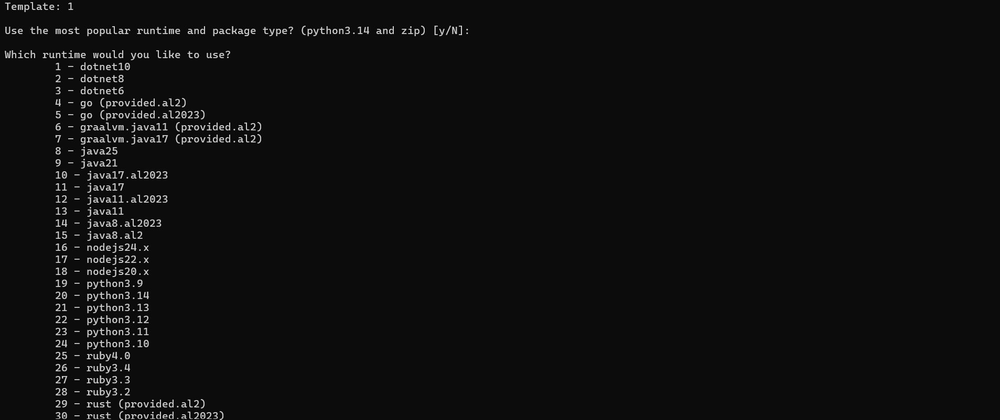 Template: 1
Use the most popular runtime and package type? (python3.14 and zip) [y/N]:
Which runtime would you like to use?
1 - dotnet10
2 - dotnet8
3 - dotnet6
4 - go (provided.al2)
5 - go (provided.al2023)
6 - graalvm.java11 (provided.al2)
7 - graalvm.java17 (provided.al2)
8 - java25
9 - java21
10 - java17.al2023
11 - java17
12 - java11.al2023
13 - java11
14 - java8.al2023
15 - java8.al2
16 - nodejs24.x
17 - nodejs22.x
18 - nodejs20.x
19 - python3.9
20 - python3.14
21 - python3.13
22 - python3.12
23 - python3.11
24 - python3.10
25 - ruby4.0
26 - ruby3.4
27 - ruby3.3
28 - ruby3.2
29 - rust (provided.al2)
30 - rust (provided.al2023)